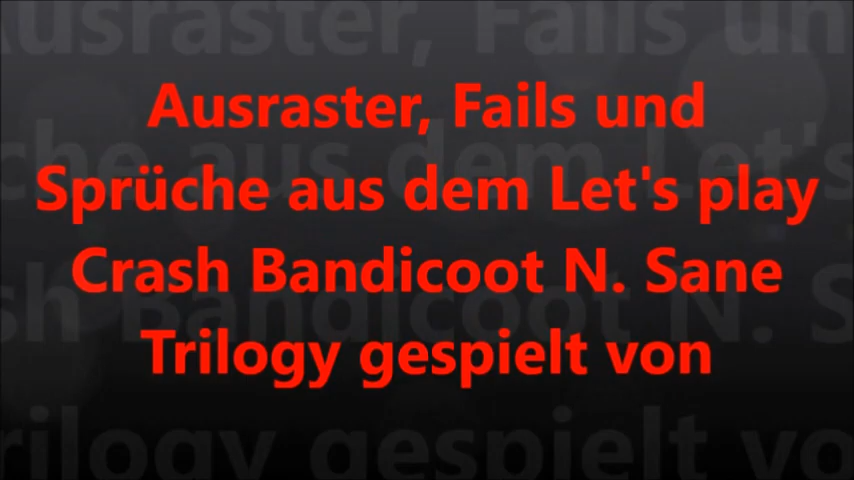 Ausraster, Fails und
Sprüche aus dem Let's play
Crash Bandicoot N. Sane
Trilogy gespielt von